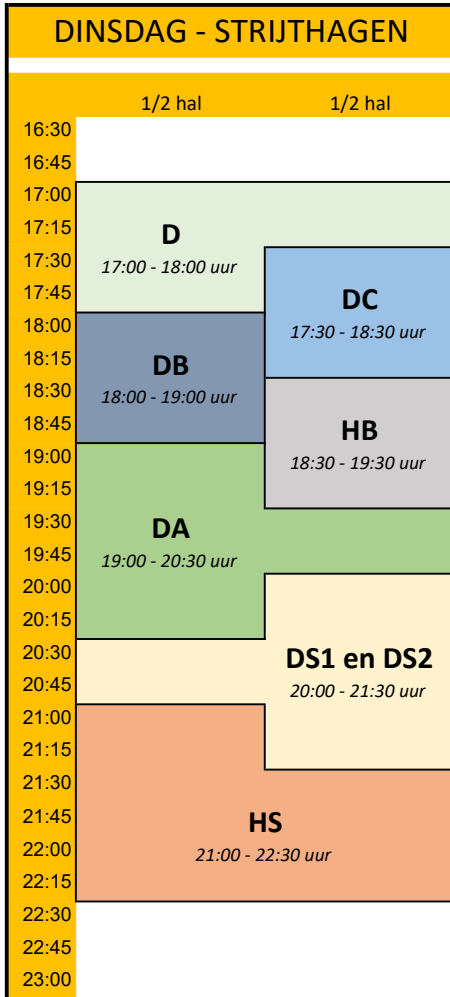 DINSDAG - STRIJTHAGEN
1/2 hal 1/2 hal
16:30
16:45
17:00
17:15
D
17:30
17:00 - 18:00 uur
17:45
DC
18:00
17:30 - 18:30 uur
18:15
DB
18:30
18:00 - 19:00 uur
18:45
HB
19:00
18:30 - 19:30 uur
19:15
19:30
DA
19:45
19:00 - 20:30 uur
20:00
20:15
20:30
DS1 en DS2
20:45
20:00 - 21:30 uur
21:00
21:15
21:30
21:45
HS
22:00
21:00 - 22:30 uur
22:15
22:30
22:45
23:00